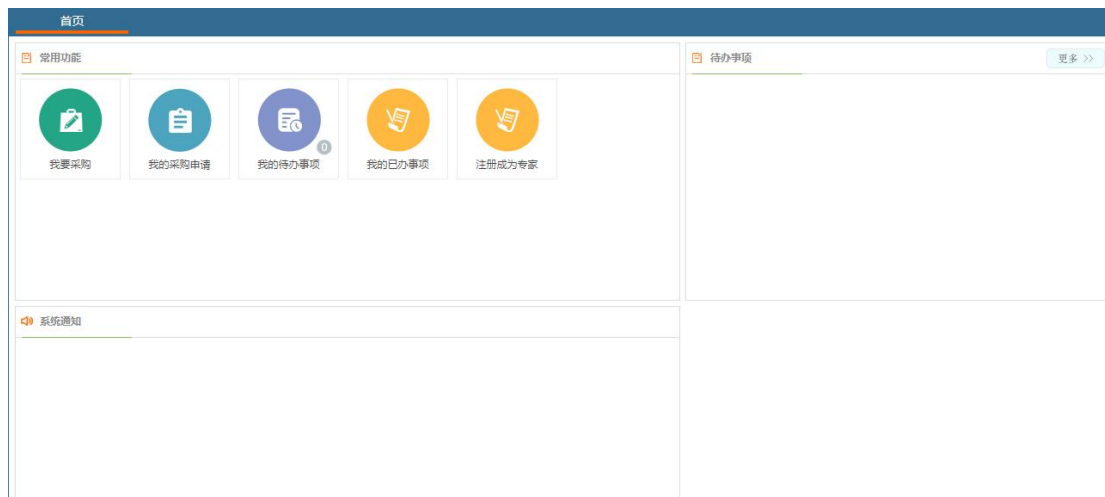 首页
常用功能
我要采购
我的采购申请
0
我的待办事项
我的已办事项
注册成为专家
待办事项
更多 >>
系统通知